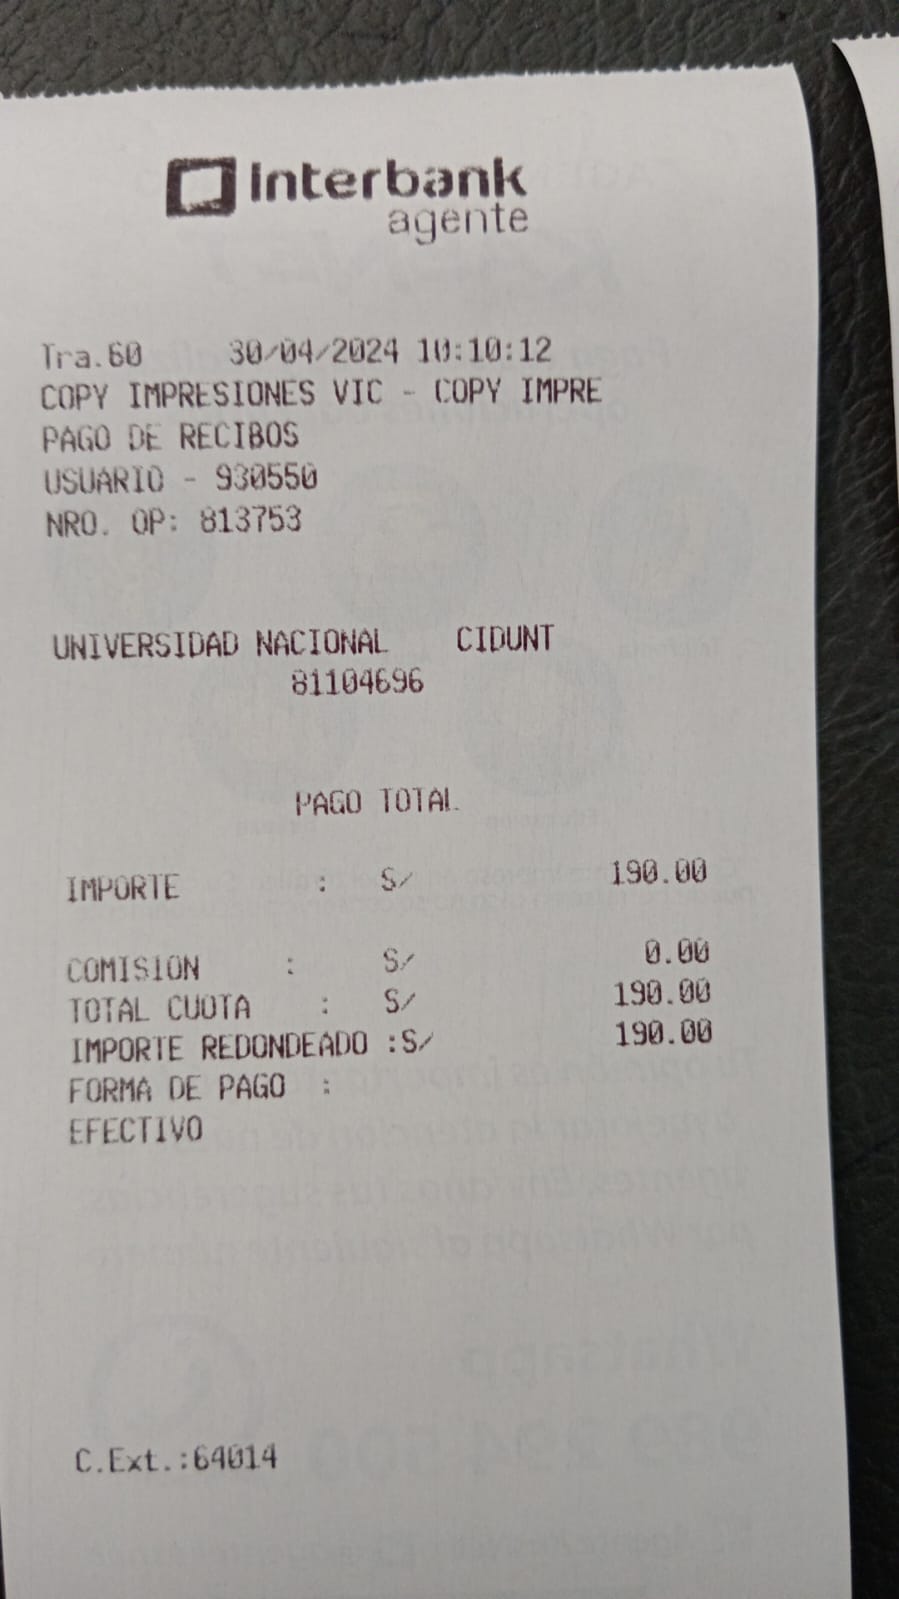 Interbank
agente
Tra.60 30/04/2024 10:10:12
COPY IMPRESIONES VIC - COPY IMPRE
PAGO DE RECIBOS
USUARIO - 930550
NRO. OP: 813753
UNIVERSIDAD NACIONAL CIDUNT
81104696
PAGO TOTAL
IMPORTE : S/ 190.00
COMISION : S/ 0.00
TOTAL CUOTA : S/ 190.00
IMPORTE REDONDEADO :S/ 190.00
FORMA DE PAGO :
EFECTIVO
C.Ext.:64014